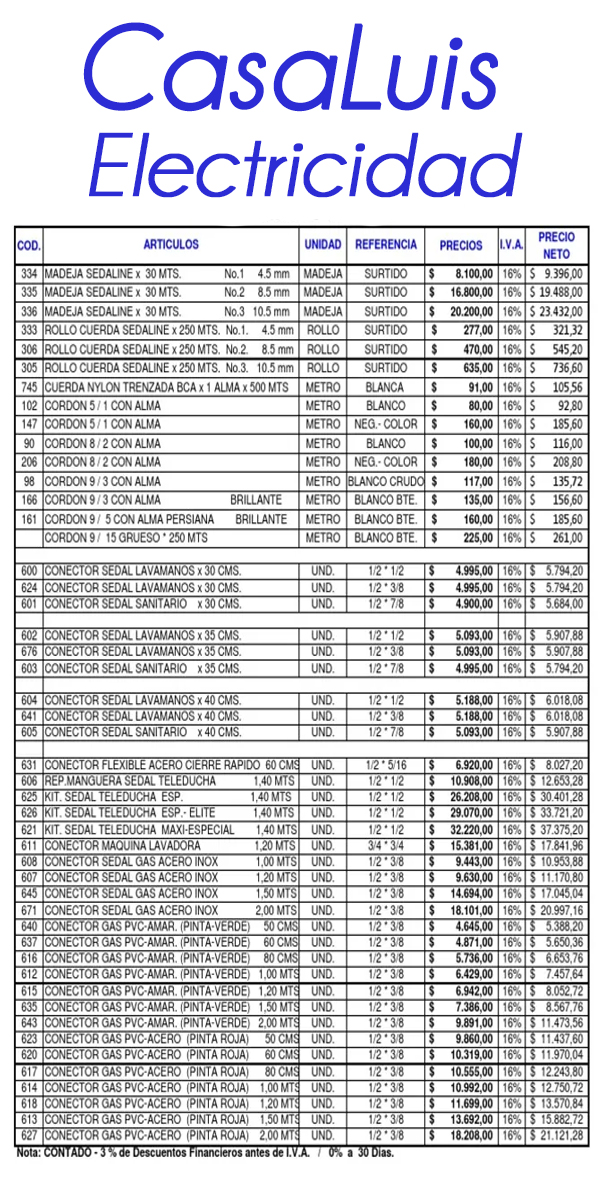 CasaLuis
Electricidad
COD. ARTICULOS UNIDAD REFERENCIA PRECIOS I.V.A. PRECIO NETO
334 MADEJA SEDALINE x 30 MTS. No.1 4.5 mm MADEJA SURTIDO $ 8.100,00 16% $ 9.396,00
335 MADEJA SEDALINE x 30 MTS. No.2 8.5 mm MADEJA SURTIDO $ 16.800,00 16% $ 19.488,00
336 MADEJA SEDALINE x 30 MTS. No.3 10.5 mm MADEJA SURTIDO $ 20.200,00 16% $ 23.432,00
333 ROLLO CUERDA SEDALINE x 250 MTS. No.1. 4.5 mm ROLLO SURTIDO $ 277,00 16% $ 321,32
306 ROLLO CUERDA SEDALINE x 250 MTS. No.2. 8.5 mm ROLLO SURTIDO $ 470,00 16% $ 545,20
305 ROLLO CUERDA SEDALINE x 250 MTS. No.3. 10.5 mm ROLLO SURTIDO $ 635,00 16% $ 736,60
745 CUERDA NYLON TRENZADA BCA x 1 ALMA x 500 MTS METRO BLANCA $ 91,00 16% $ 105,56
102 CORDON 5 / 1 CON ALMA METRO BLANCO $ 80,00 16% $ 92,80
147 CORDON 5 / 1 CON ALMA METRO NEG.- COLOR $ 160,00 16% $ 185,60
90 CORDON 8 / 2 CON ALMA METRO BLANCO $ 100,00 16% $ 116,00
206 CORDON 8 / 2 CON ALMA METRO NEG.- COLOR $ 180,00 16% $ 208,80
98 CORDON 9 / 3 CON ALMA METRO BLANCO CRUDO $ 117,00 16% $ 135,72
166 CORDON 9 / 3 CON ALMA BRILLANTE METRO BLANCO BTE. $ 135,00 16% $ 156,60
161 CORDON 9 / 5 CON ALMA PERSIANA BRILLANTE METRO BLANCO BTE. $ 160,00 16% $ 185,60
CORDON 9 / 15 GRUESO * 250 MTS METRO BLANCO BTE. $ 225,00 16% $ 261,00
600 CONECTOR SEDAL LAVAMANOS x 30 CMS. UND. 1/2 * 1/2 $ 4.995,00 16% $ 5.794,20
624 CONECTOR SEDAL LAVAMANOS x 30 CMS. UND. 1/2 * 3/8 $ 4.995,00 16% $ 5.794,20
601 CONECTOR SEDAL SANITARIO x 30 CMS. UND. 1/2 * 7/8 $ 4.900,00 16% $ 5.684,00
602 CONECTOR SEDAL LAVAMANOS x 35 CMS. UND. 1/2 * 1/2 $ 5.093,00 16% $ 5.907,88
676 CONECTOR SEDAL LAVAMANOS x 35 CMS. UND. 1/2 * 3/8 $ 5.093,00 16% $ 5.907,88
603 CONECTOR SEDAL SANITARIO x 35 CMS. UND. 1/2 * 7/8 $ 4.995,00 16% $ 5.794,20
604 CONECTOR SEDAL LAVAMANOS x 40 CMS. UND. 1/2 * 1/2 $ 5.188,00 16% $ 6.018,08
641 CONECTOR SEDAL LAVAMANOS x 40 CMS. UND. 1/2 * 3/8 $ 5.188,00 16% $ 6.018,08
605 CONECTOR SEDAL SANITARIO x 40 CMS. UND. 1/2 * 7/8 $ 5.093,00 16% $ 5.907,88
631 CONECTOR FLEXIBLE ACERO CIERRE RAPIDO 60 CMS UND. 1/2 * 5/16 $ 6.920,00 16% $ 8.027,20
606 REP.MANGUERA SEDAL TELEDUCHA 1,40 MTS UND. 1/2 * 1/2 $ 10.908,00 16% $ 12.653,28
625 KIT. SEDAL TELEDUCHA ESP. 1,40 MTS UND. 1/2 * 1/2 $ 26.208,00 16% $ 30.401,28
626 KIT. SEDAL TELEDUCHA ESP.- ELITE 1,40 MTS UND. 1/2 * 1/2 $ 29.070,00 16% $ 33.721,20
621 KIT. SEDAL TELEDUCHA MAXI-ESPECIAL 1,40 MTS UND. 1/2 * 1/2 $ 32.220,00 16% $ 37.375,20
611 CONECTOR MAQUINA LAVADORA 1,20 MTS UND. 3/4 * 3/4 $ 15.381,00 16% $ 17.841,96
608 CONECTOR SEDAL GAS ACERO INOX 1,00 MTS UND. 1/2 * 3/8 $ 9.443,00 16% $ 10.953,88
607 CONECTOR SEDAL GAS ACERO INOX 1,20 MTS UND. 1/2 * 3/8 $ 9.630,00 16% $ 11.170,80
645 CONECTOR SEDAL GAS ACERO INOX 1,50 MTS UND. 1/2 * 3/8 $ 14.694,00 16% $ 17.045,04
671 CONECTOR SEDAL GAS ACERO INOX 2,00 MTS UND. 1/2 * 3/8 $ 18.101,00 16% $ 20.997,16
640 CONECTOR GAS PVC-AMAR. (PINTA-VERDE) 50 CMS UND. 1/2 * 3/8 $ 4.645,00 16% $ 5.388,20
637 CONECTOR GAS PVC-AMAR. (PINTA-VERDE) 60 CMS UND. 1/2 * 3/8 $ 4.871,00 16% $ 5.650,36
616 CONECTOR GAS PVC-AMAR. (PINTA-VERDE) 80 CMS UND. 1/2 * 3/8 $ 5.736,00 16% $ 6.653,76
612 CONECTOR GAS PVC-AMAR. (PINTA-VERDE) 1,00 MTS UND. 1/2 * 3/8 $ 6.429,00 16% $ 7.457,64
615 CONECTOR GAS PVC-AMAR. (PINTA-VERDE) 1,20 MTS UND. 1/2 * 3/8 $ 6.942,00 16% $ 8.052,72
635 CONECTOR GAS PVC-AMAR. (PINTA-VERDE) 1,50 MTS UND. 1/2 * 3/8 $ 7.386,00 16% $ 8.567,76
643 CONECTOR GAS PVC-AMAR. (PINTA-VERDE) 2,00 MTS UND. 1/2 * 3/8 $ 9.891,00 16% $ 11.473,56
623 CONECTOR GAS PVC-ACERO (PINTA ROJA) 50 CMS UND. 1/2 * 3/8 $ 9.860,00 16% $ 11.437,60
620 CONECTOR GAS PVC-ACERO (PINTA ROJA) 60 CMS UND. 1/2 * 3/8 $ 10.319,00 16% $ 11.970,04
617 CONECTOR GAS PVC-ACERO (PINTA ROJA) 80 CMS UND. 1/2 * 3/8 $ 10.555,00 16% $ 12.243,80
614 CONECTOR GAS PVC-ACERO (PINTA ROJA) 1,00 MTS UND. 1/2 * 3/8 $ 10.992,00 16% $ 12.750,72
618 CONECTOR GAS PVC-ACERO (PINTA ROJA) 1,20 MTS UND. 1/2 * 3/8 $ 11.699,00 16% $ 13.570,84
613 CONECTOR GAS PVC-ACERO (PINTA ROJA) 1,50 MTS UND. 1/2 * 3/8 $ 13.692,00 16% $ 15.882,72
627 CONECTOR GAS PVC-ACERO (PINTA ROJA) 2,00 MTS UND. 1/2 * 3/8 $ 18.208,00 16% $ 21.121,28
Nota: CONTADO - 3 % de Descuentos Financieros antes de I.V.A. / 0% a 30 Dias.